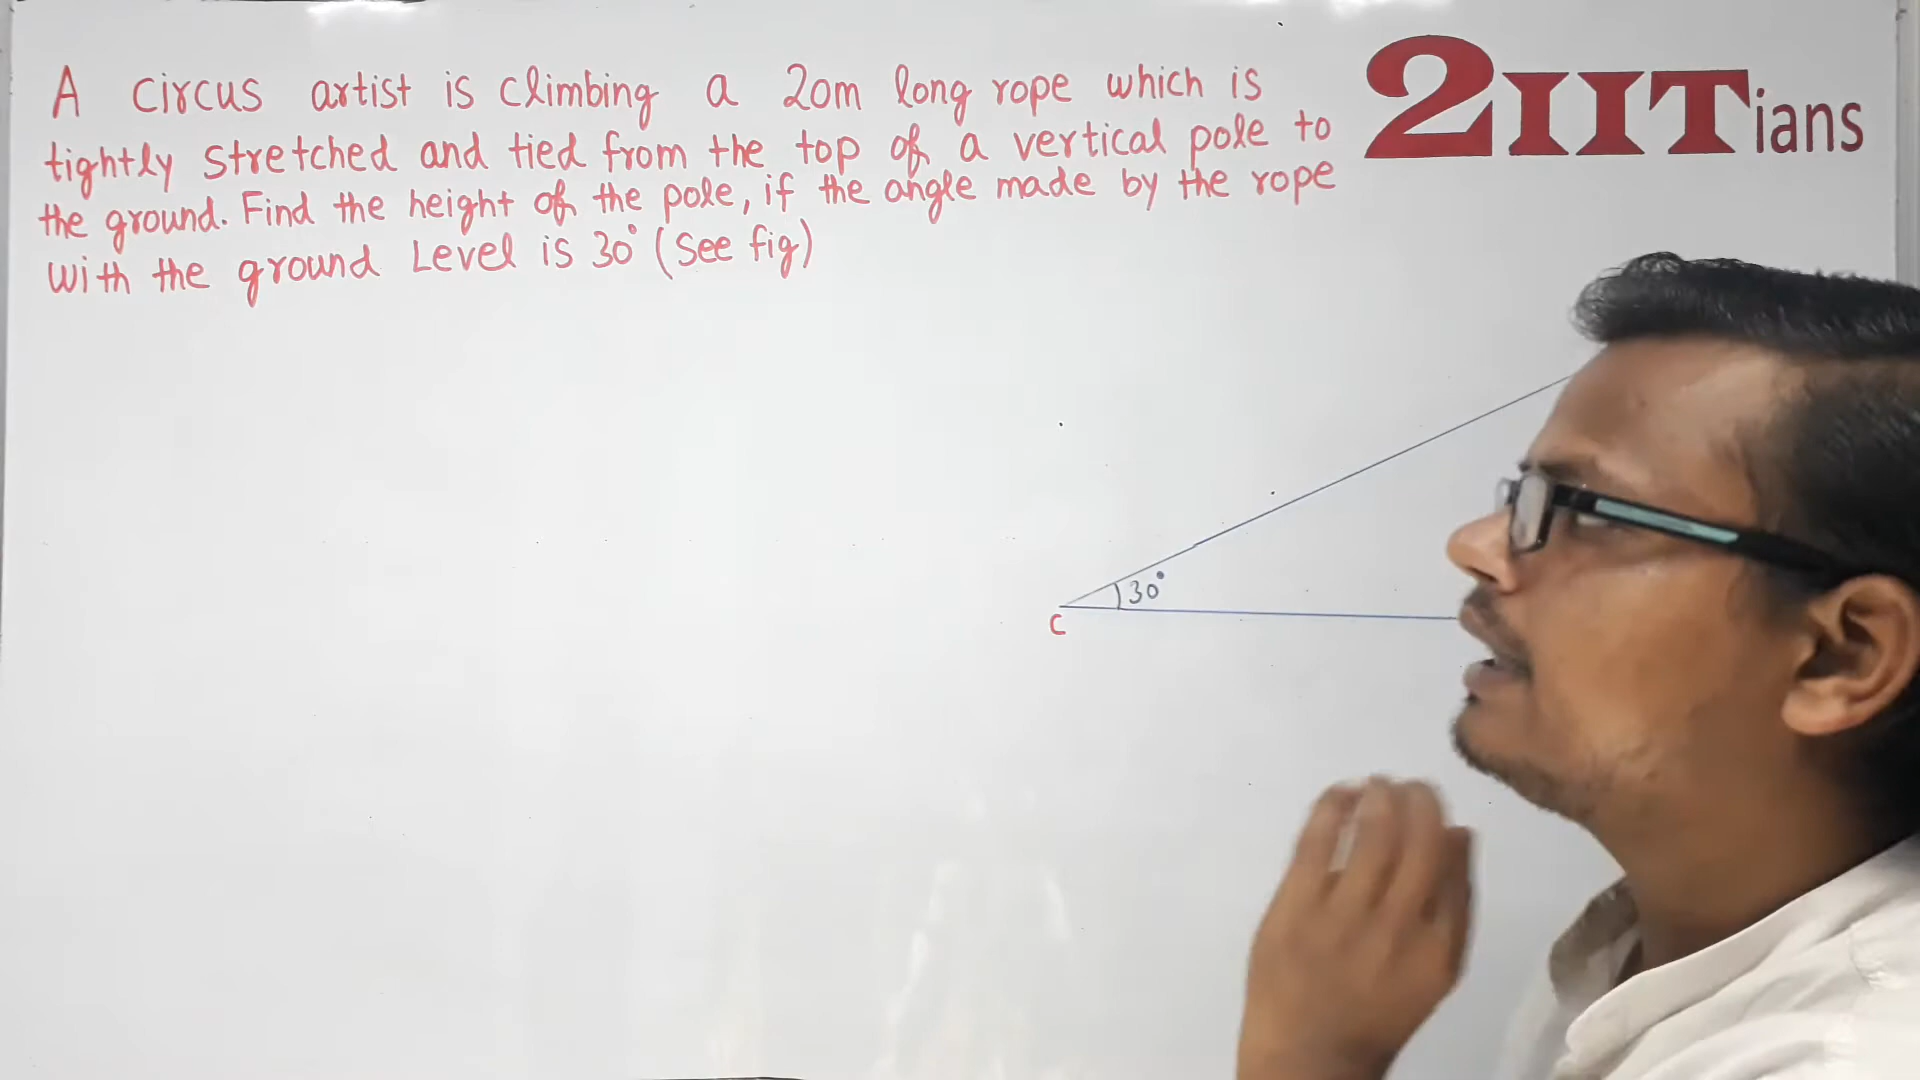 A circus artist is climbing a 20m long rope which is
tightly stretched and tied from the top of a vertical pole to
the ground. Find the height of the pole, if the angle made by the rope
with the ground Level is 30° (See fig)
2IITians
30°
C